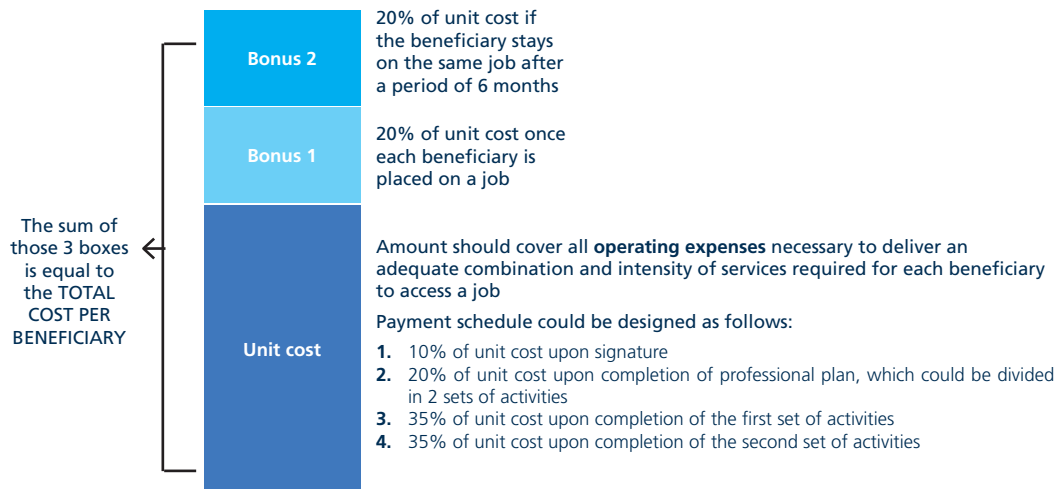 20% of unit cost if
the beneficiary stays
on the same job after
a period of 6 months
Bonus 2
20% of unit cost once
each beneficiary is
placed on a job
Bonus 1
The sum of
those 3 boxes
is equal to
the TOTAL
COST PER
BENEFICIARY
Unit cost
Amount should cover all operating expenses necessary to deliver an
adequate combination and intensity of services required for each beneficiary
to access a job
Payment schedule could be designed as follows:
1. 10% of unit cost upon signature
2. 20% of unit cost upon completion of professional plan, which could be divided
in 2 sets of activities
3. 35% of unit cost upon completion of the first set of activities
4. 35% of unit cost upon completion of the second set of activities